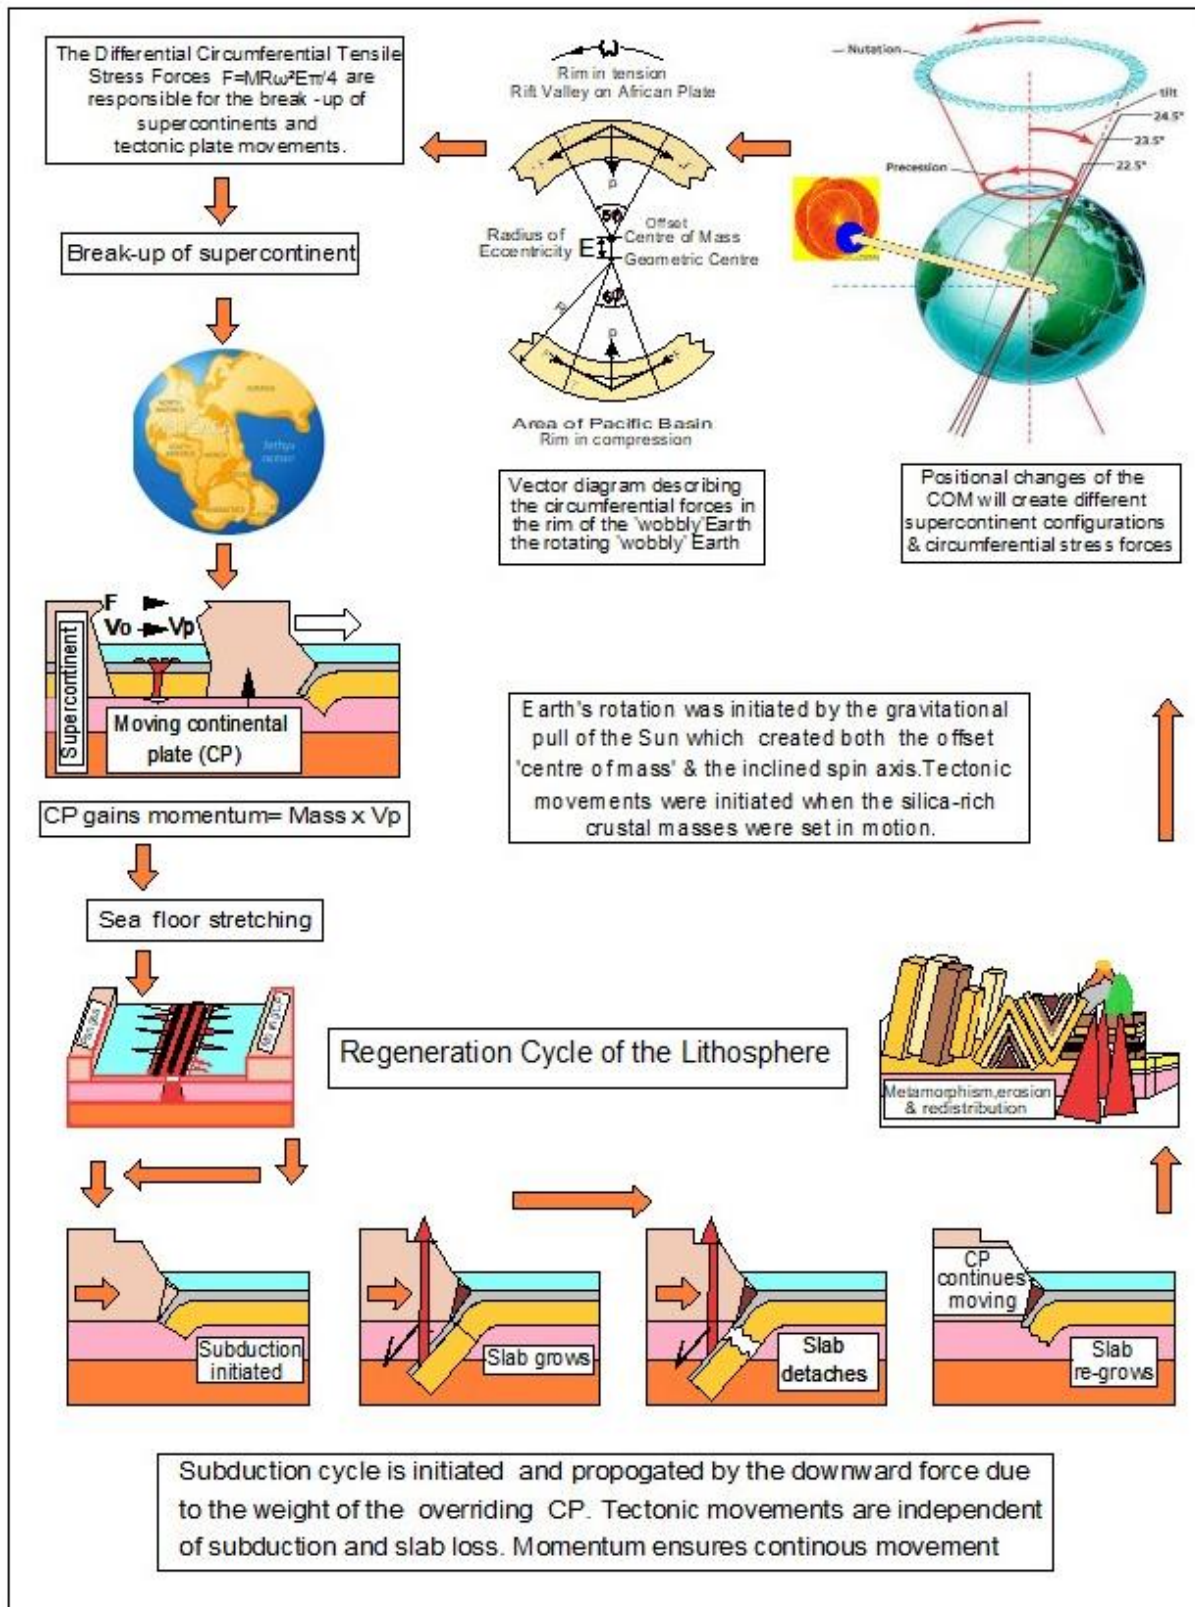 The Differential Circumferential Tensile
Stress Forces F=MRω²Eπ/4 are
responsible for the break -up of
supercontinents and
tectonic plate movements.
ω
Rim in tension
Rift Valley on African Plate
F
F
P
Offset
Centre of Mass
Radius of
Eccentricity
E
Geometric Centre
R
P
F
F
Area of Pacific Basin
Rim in compression
Nutation
tilt
24.5°
23.5°
22.5°
Precession
Break-up of supercontinent
Vector diagram describing
the circumferential forces in
the rim of the 'wobbly'Earth
the rotating 'wobbly' Earth
Positional changes of the
COM will create different
supercontinent configurations
& circumferential stress forces
NORTH
AMERICA
EURASIA
PANGAEA
SOUTH
AMERICA
AFRICA
Tethys
ocean
F
Vo Vp
Supercontinent
Moving continental
plate (CP)
Earth's rotation was initiated by the gravitational
pull of the Sun which created both the offset
'centre of mass' & the inclined spin axis.Tectonic
movements were initiated when the silica-rich
crustal masses were set in motion.
CP gains momentum= Mass x Vp
Sea floor stretching
Regeneration Cycle of the Lithosphere
Metamorphism,erosion
& redistribution
Subduction
initiated
Slab grows
Slab
detaches
CP
continues
moving
Slab
re-grows
Subduction cycle is initiated and propogated by the downward force due
to the weight of the overriding CP. Tectonic movements are independent
of subduction and slab loss. Momentum ensures continous movement